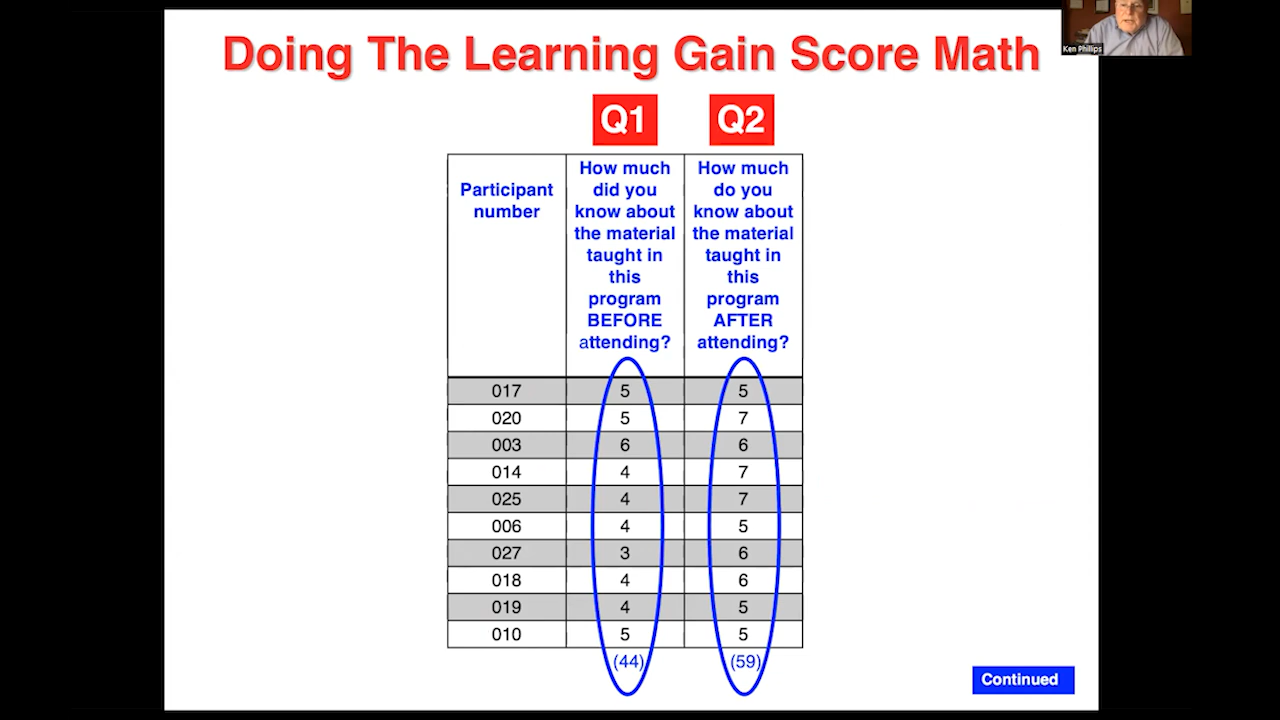 Ken Phillips
Doing The Learning Gain Score Math
Q1 Q2
Participant
number
How much
did you
know about
the material
taught in
this
program
BEFORE
attending?
How much
do you
know about
the material
taught in
this
program
AFTER
attending?
017 5 5
020 5 7
003 6 6
014 4 7
025 4 7
006 4 5
027 3 6
018 4 6
019 4 5
010 5 5
(44) (59)
Continued